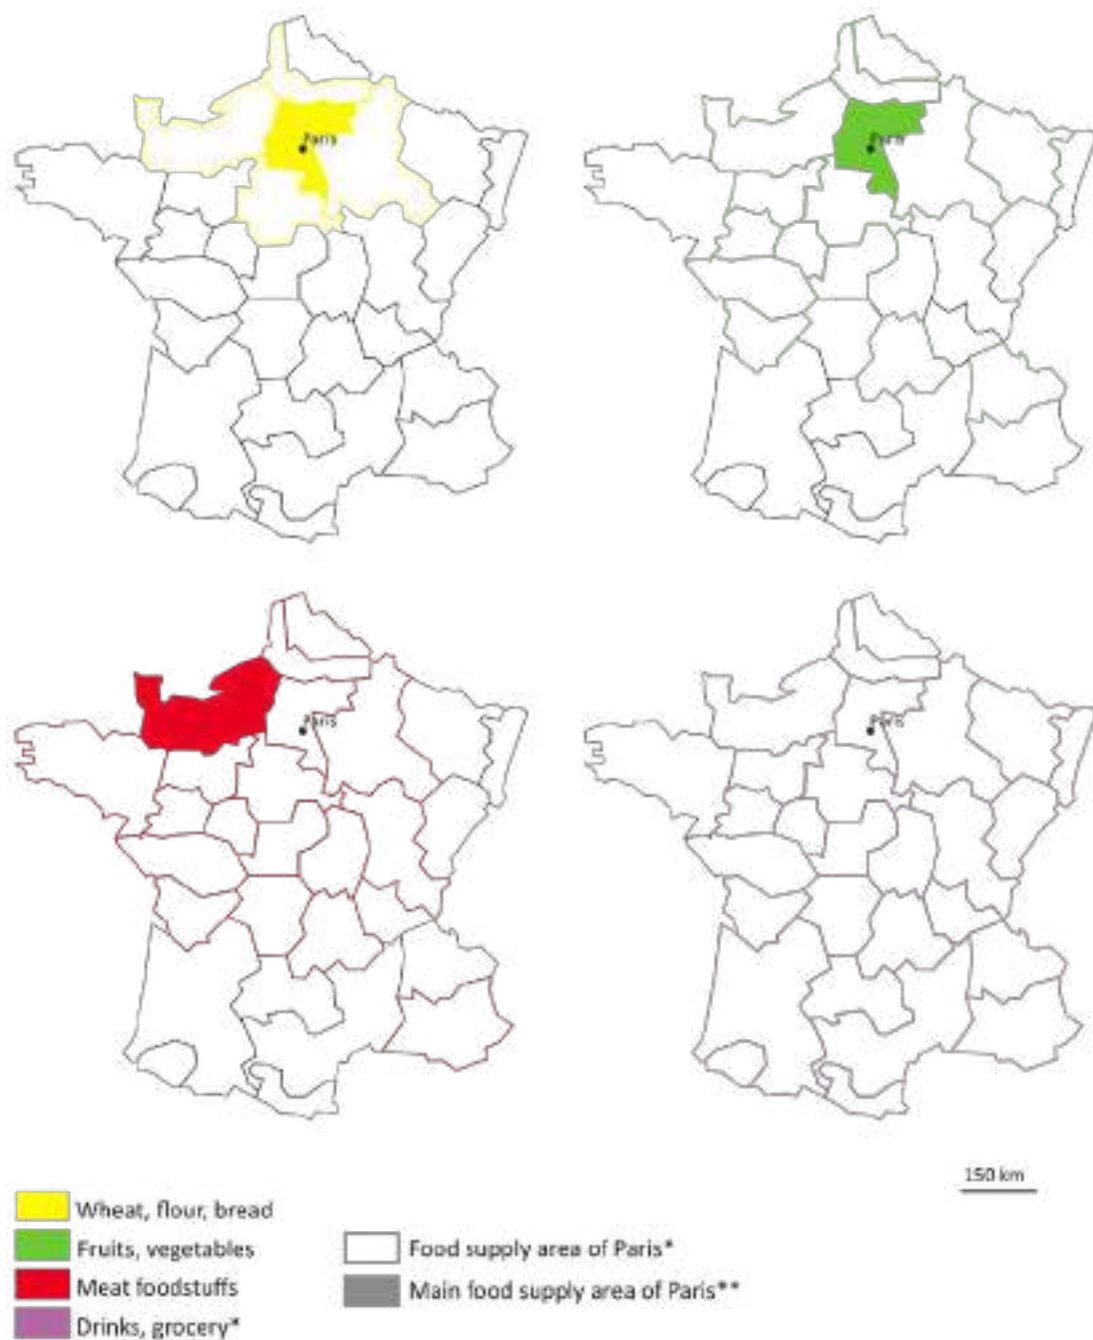 Paris
Paris
Paris
Paris
150 km
Wheat, flour, bread
Fruits, vegetables
Meat foodstuffs
Drinks, grocery*
Food supply area of Paris*
Main food supply area of Paris**